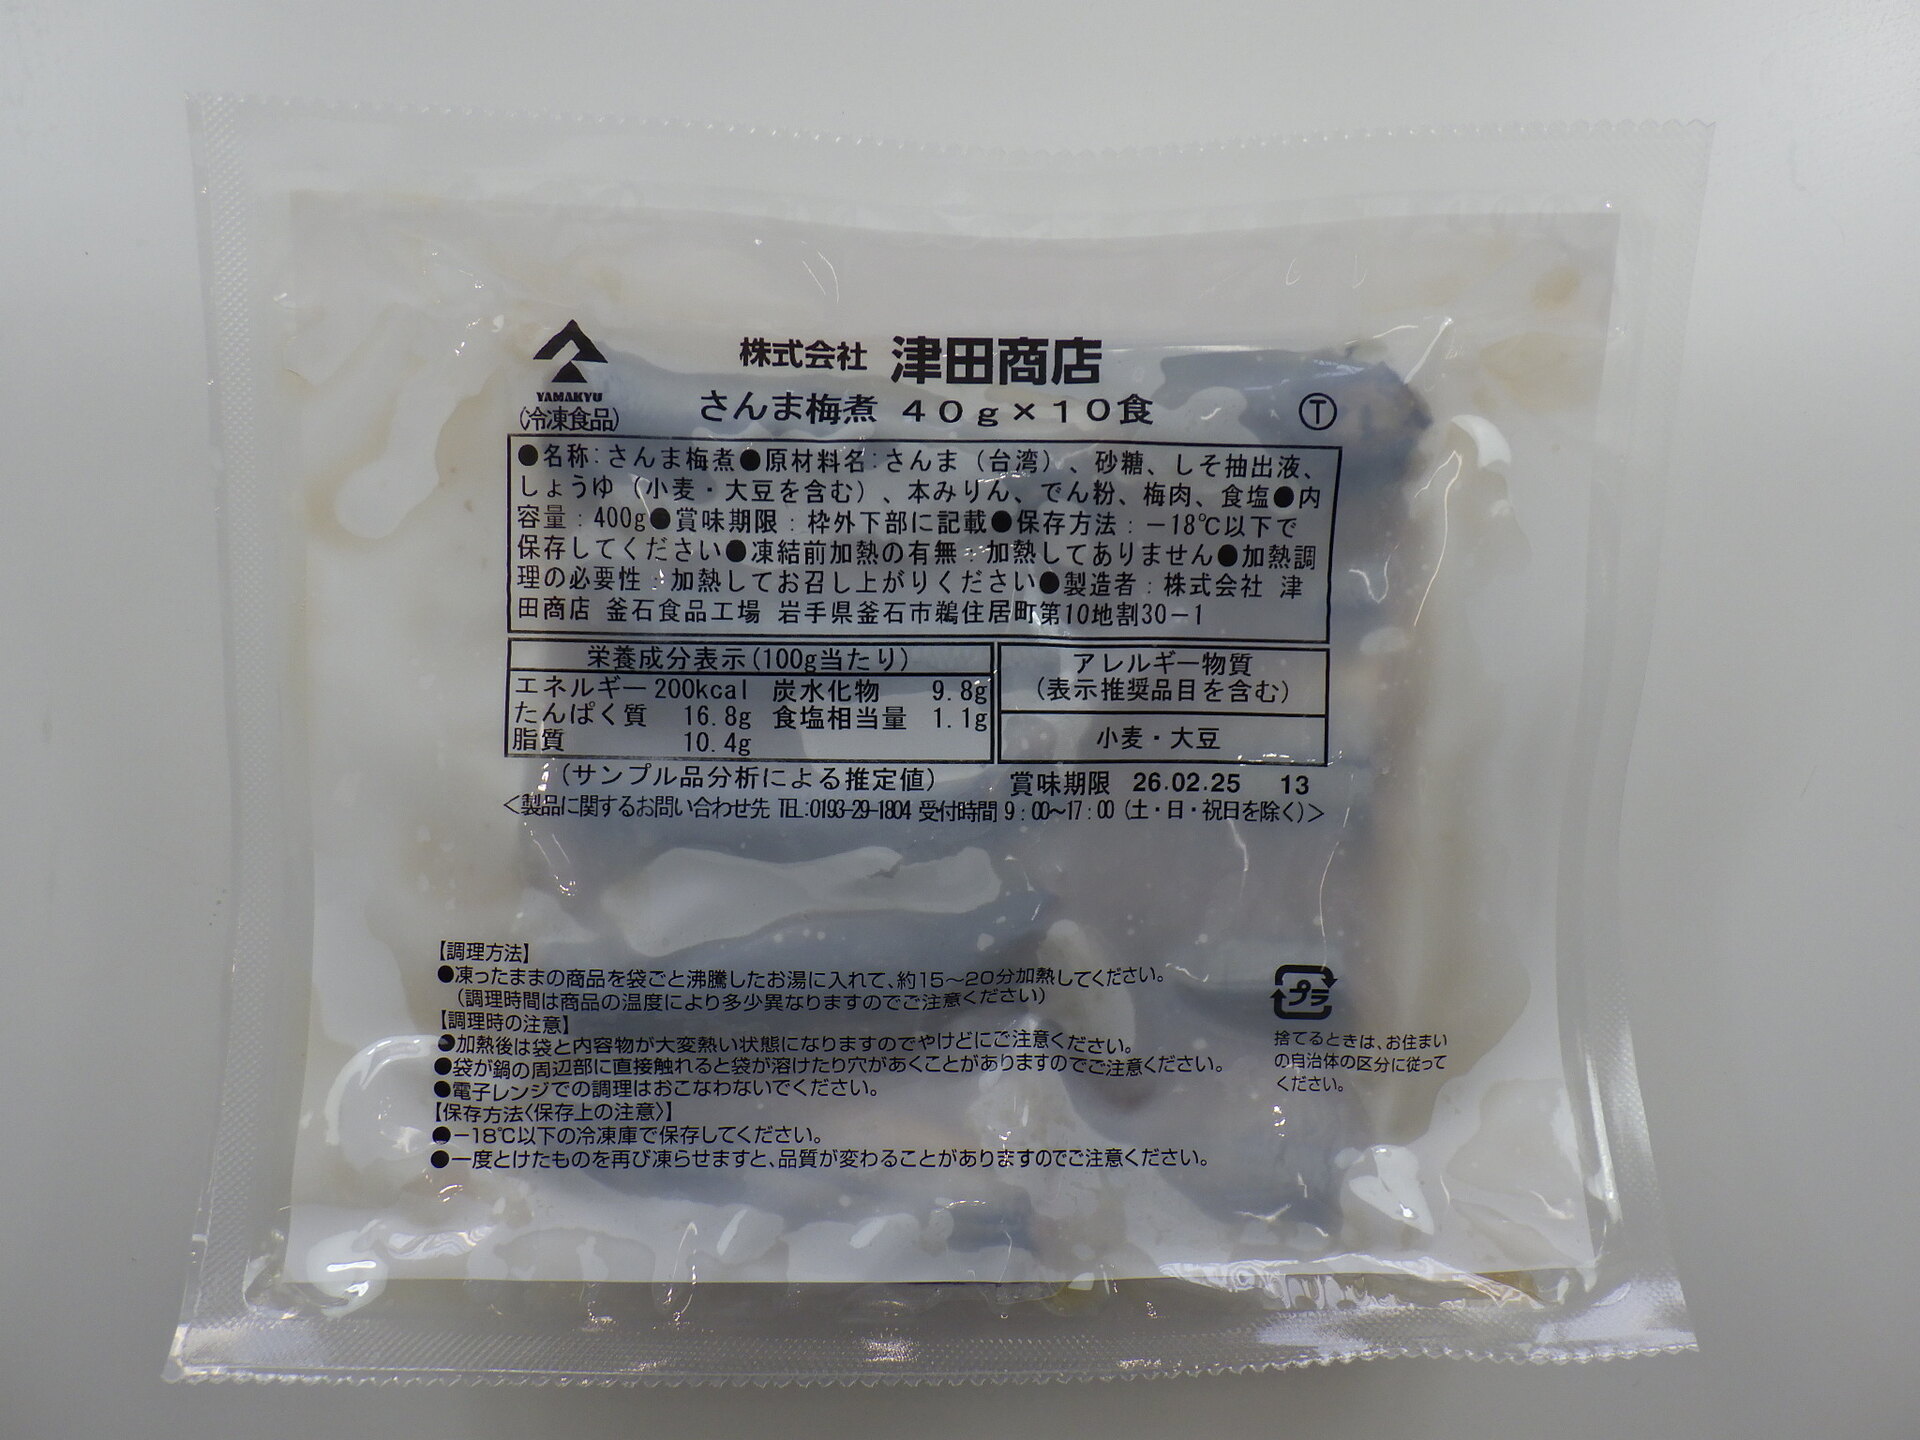 YAMAKYU
(冷凍食品)
株式会社 津田商店
さんま梅煮 40g×10食
Ⓣ
●名称:さんま梅煮●原材料名:さんま(台湾)、砂糖、しそ抽出液、
しょうゆ(小麦・大豆を含む)、本みりん、でん粉、梅肉、食塩●内
容量:400g●賞味期限:枠外下部に記載●保存方法:-18℃以下で
保存してください●凍結前加熱の有無:加熱してありません●加熱調
理の必要性:加熱してお召し上がりください●製造者:株式会社 津
田商店 釜石食品工場 岩手県釜石市鵜住居町第10地割30-1
栄養成分表示(100g当たり)
エネルギー 200kcal 炭水化物 9.8g
たんぱく質 16.8g 食塩相当量 1.1g
脂質 10.4g
(サンプル品分析による推定値)
アレルギー物質
(表示推奨品目を含む)
小麦・大豆
賞味期限 26.02.25 13
<製品に関するお問い合わせ先 TEL:0193-29-1804 受付時間 9:00~17:00 (土・日・祝日を除く)>
【調理方法】
●凍ったままの商品を袋ごと沸騰したお湯に入れて、約15~20分加熱してください。
(調理時間は商品の温度により多少異なりますのでご注意ください)
【調理時の注意】
●加熱後は袋と内容物が大変熱い状態になりますのでやけどにご注意ください。
●袋が鍋の周辺部に直接触れると袋が溶けたり穴があくことがありますのでご注意ください。
●電子レンジでの調理はおこなわないでください。
【保存方法〈保存上の注意〉】
●-18℃以下の冷凍庫で保存してください。
●一度とけたものを再び凍らせますと、品質が変わることがありますのでご注意ください。
プラ
捨てるときは、お住まい
の自治体の区分に従って
ください。